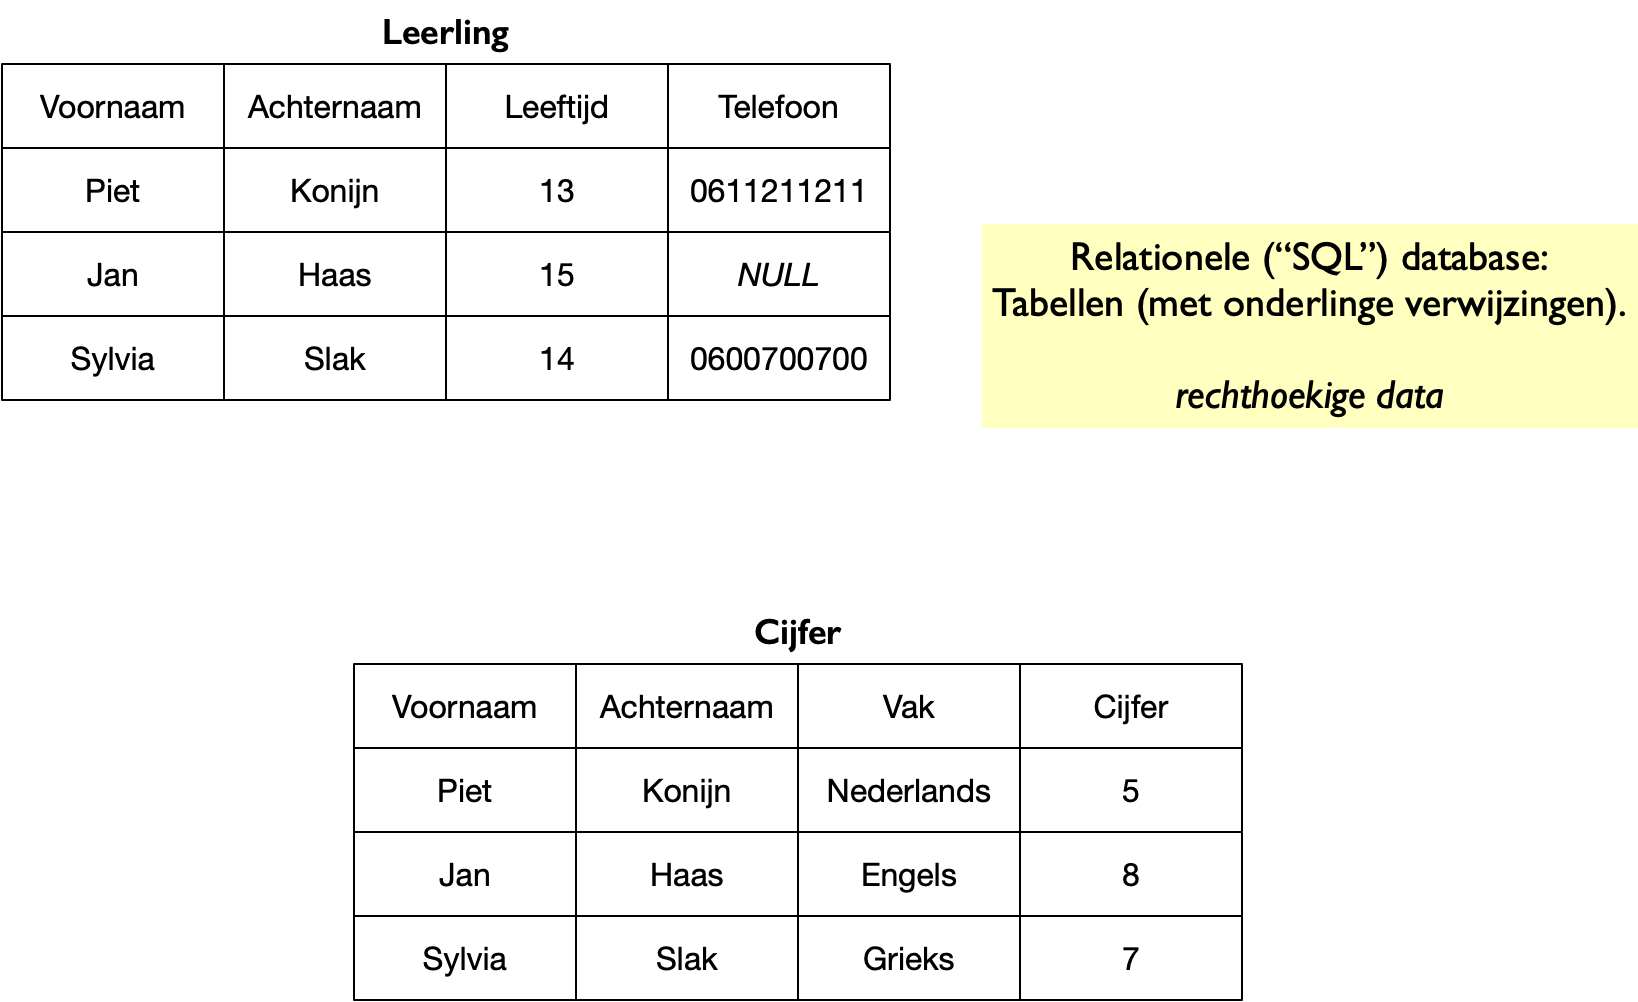 Leerling
Voornaam Achternaam Leeftijd Telefoon
Piet Konijn 13 0611211211
Jan Haas 15 NULL
Sylvia Slak 14 0600700700
Relationele (“SQL”) database:
Tabellen (met onderlinge verwijzingen).
rechthoekige data
Cijfer
Voornaam Achternaam Vak Cijfer
Piet Konijn Nederlands 5
Jan Haas Engels 8
Sylvia Slak Grieks 7